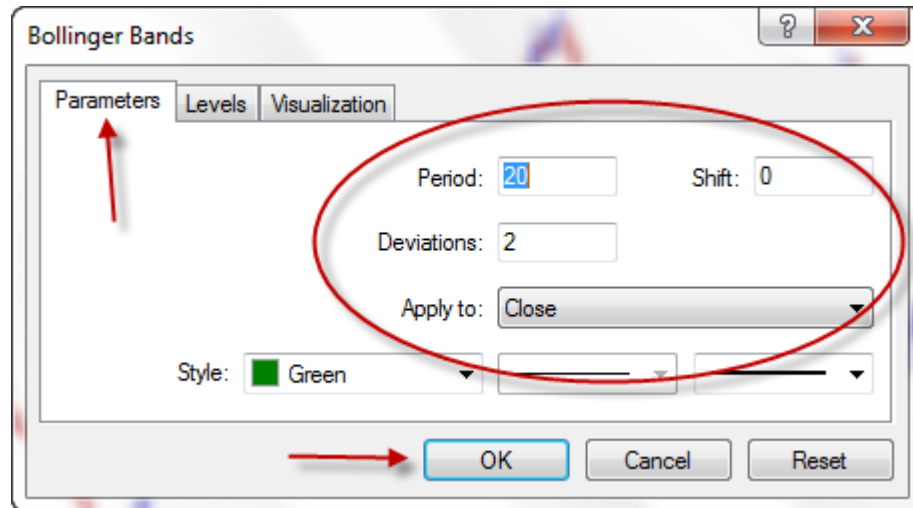 Bollinger Bands
Parameters Levels Visualization
Period: 20 Shift: 0
Deviations: 2
Apply to: Close
Style: Green
OK Cancel Reset